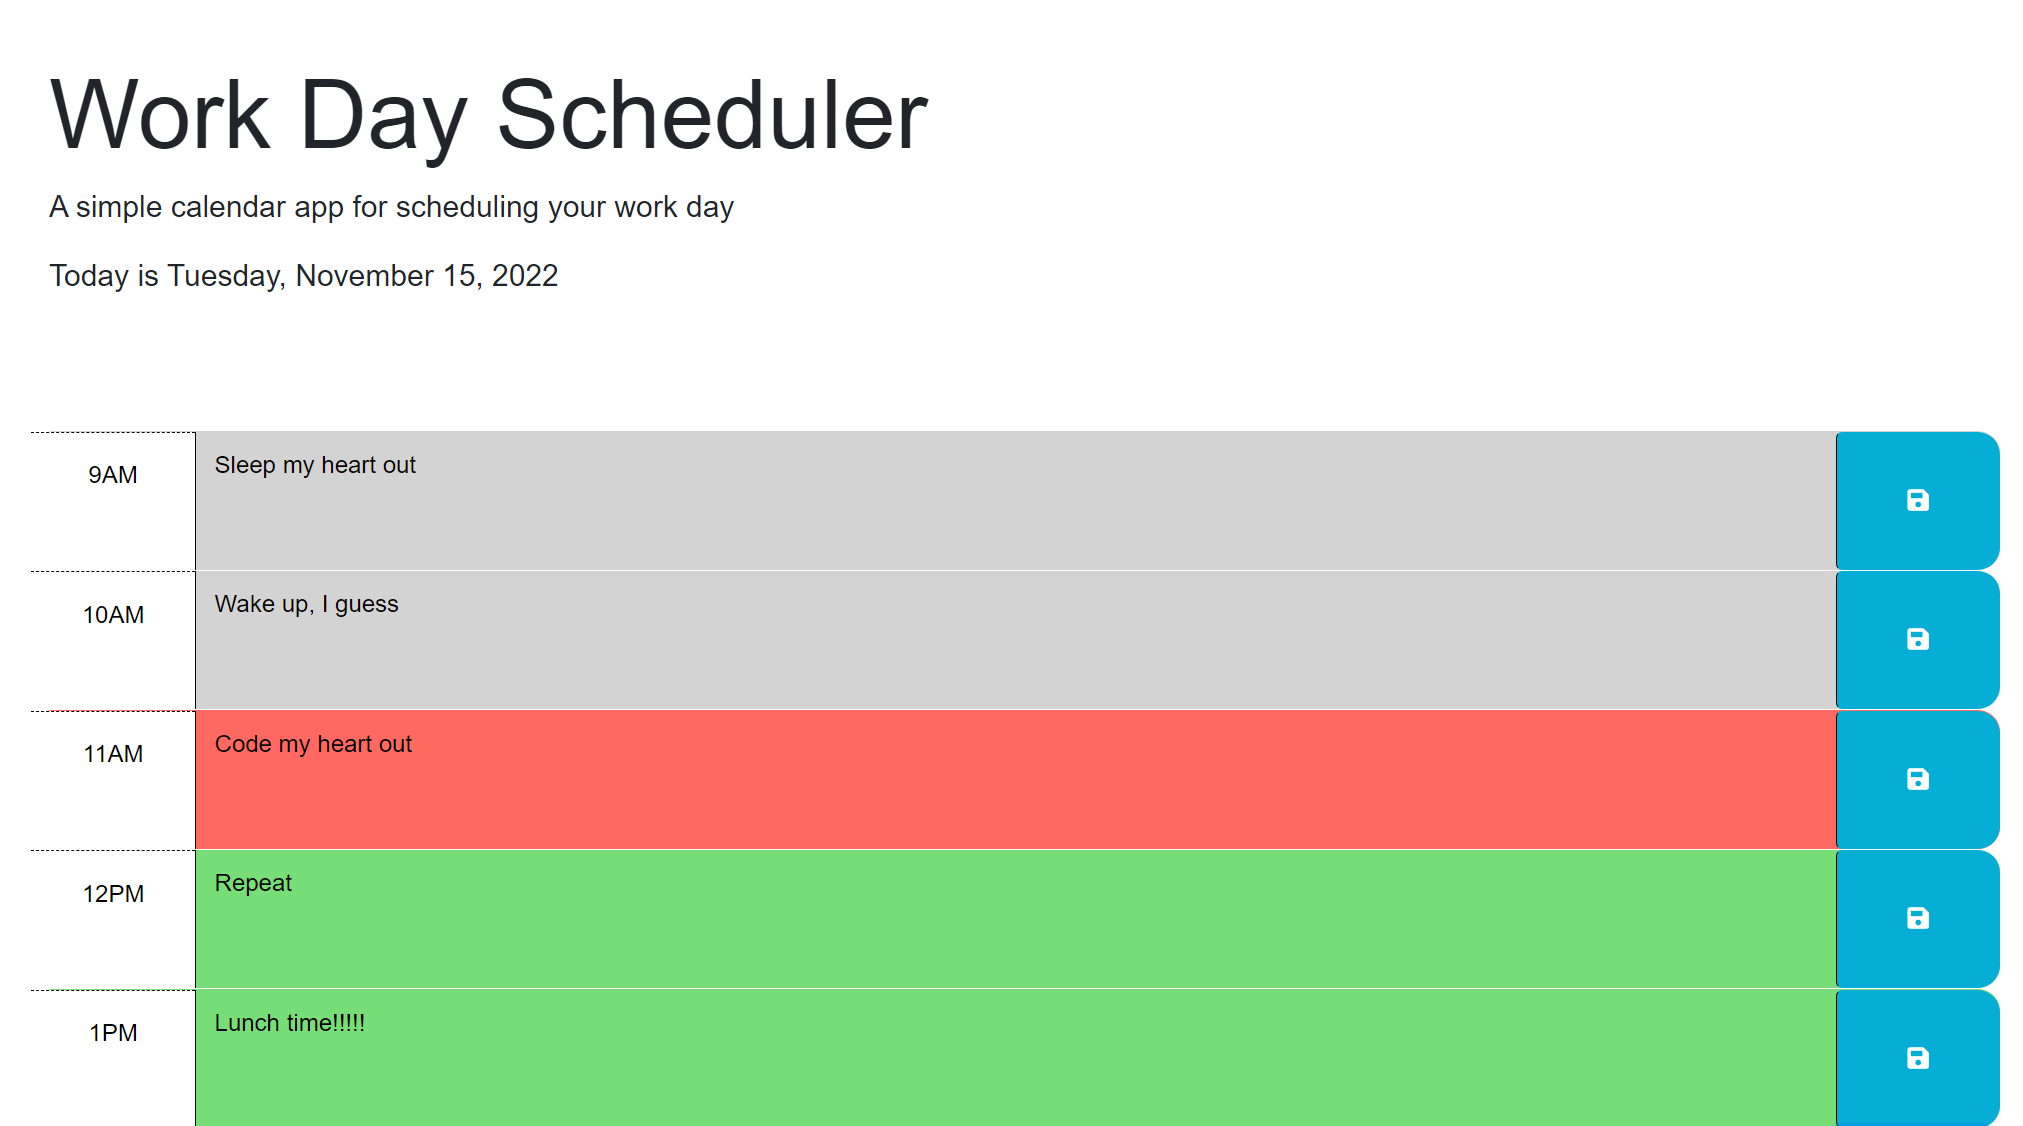 Work Day Scheduler
A simple calendar app for scheduling your work day
Today is Tuesday, November 15, 2022
9AM
Sleep my heart out
10AM
Wake up, I guess
11AM
Code my heart out
12PM
Repeat
1PM
Lunch time!!!!!